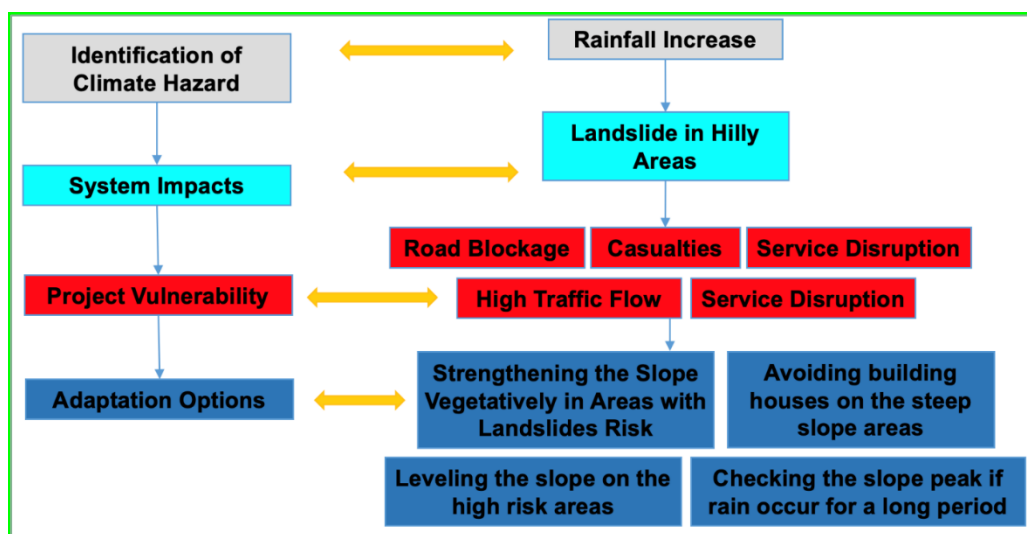 Identification of
Climate Hazard
Rainfall Increase
System Impacts
Landslide in Hilly
Areas
Project Vulnerability
Road Blockage
Casualties
Service Disruption
High Traffic Flow
Service Disruption
Adaptation Options
Strengthening the Slope
Vegetatively in Areas with
Landslides Risk
Avoiding building
houses on the steep
slope areas
Leveling the slope on the
high risk areas
Checking the slope peak if
rain occur for a long period